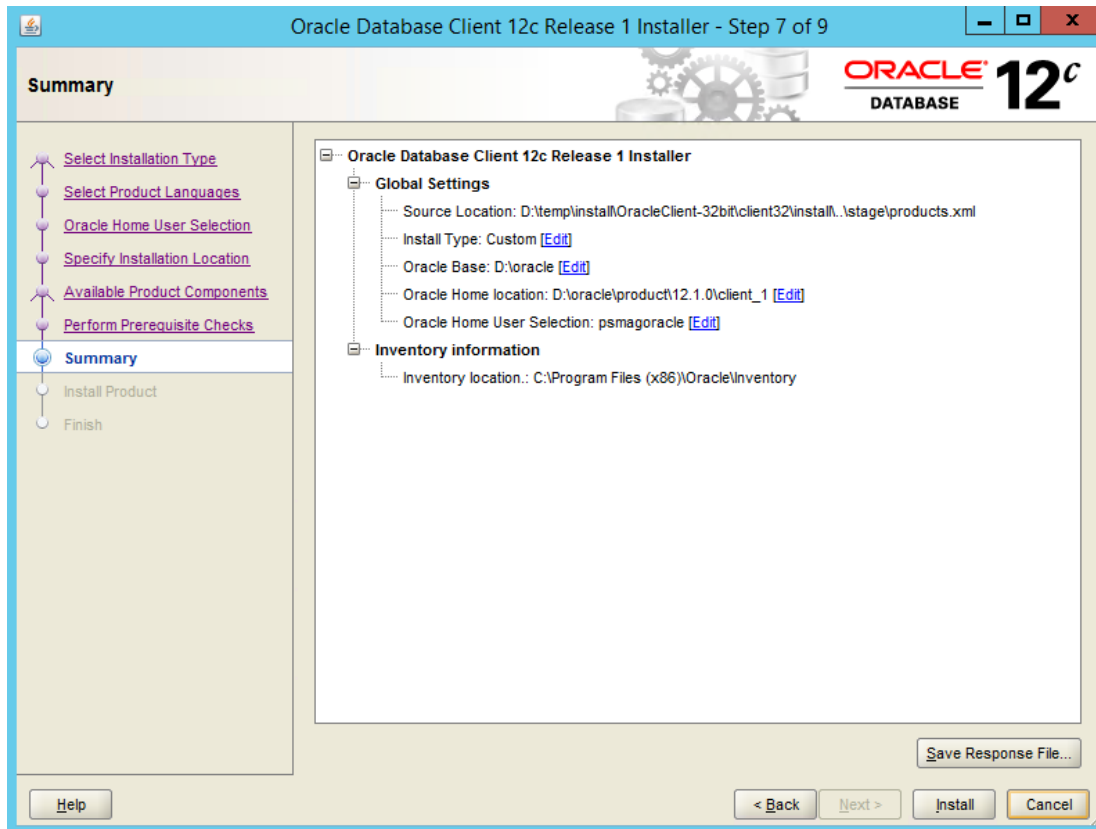 Oracle Database Client 12c Release 1 Installer - Step 7 of 9
Summary
ORACLE DATABASE 12c
Select Installation Type
Select Product Languages
Oracle Home User Selection
Specify Installation Location
Available Product Components
Perform Prerequisite Checks
Summary
Install Product
Finish
Oracle Database Client 12c Release 1 Installer
Global Settings
Source Location: D:\temp\install\OracleClient-32bit\client32\install\..\stage\products.xml
Install Type: Custom [Edit]
Oracle Base: D:\oracle [Edit]
Oracle Home location: D:\oracle\product\12.1.0\client_1 [Edit]
Oracle Home User Selection: psmagoracle [Edit]
Inventory information
Inventory location.: C:\Program Files (x86)\Oracle\Inventory
Save Response File...
Help
< Back
Next >
Install
Cancel